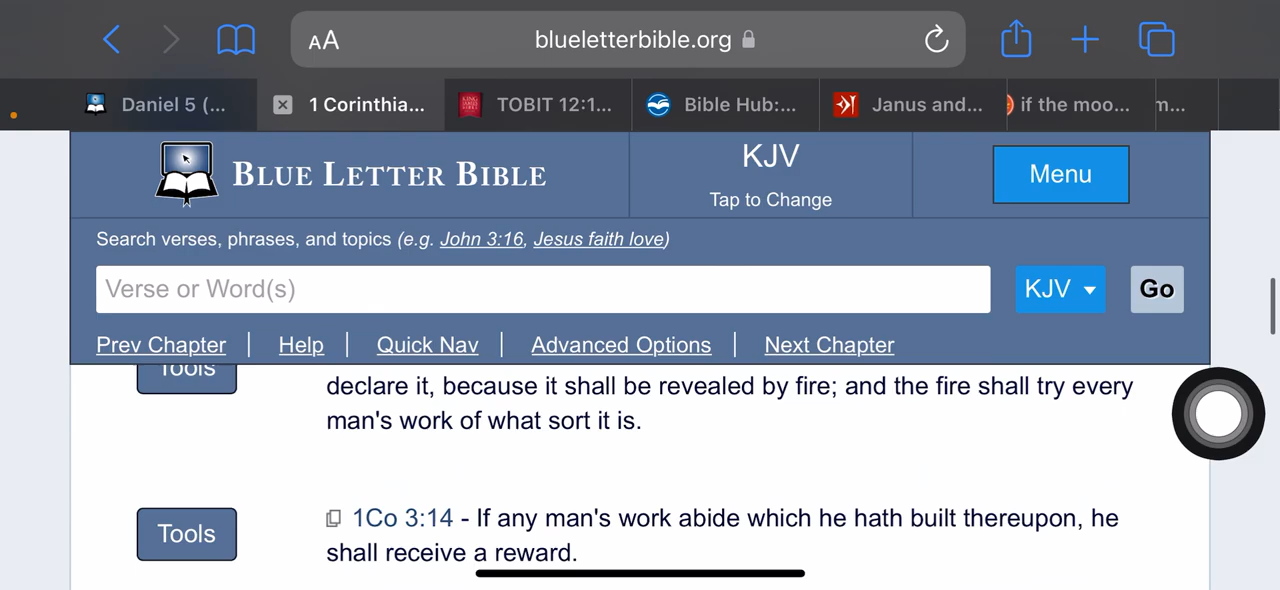 AA blueletterbible.org
Daniel 5 (... 1 Corinthia... TOBIT 12:1... Bible Hub:... Janus and... if the moo... m...
BLUE LETTER BIBLE
KJV
Tap to Change
Menu
Search verses, phrases, and topics (e.g. John 3:16, Jesus faith love)
Verse or Word(s)
KJV
Go
Prev Chapter | Help | Quick Nav | Advanced Options | Next Chapter
Tools
declare it, because it shall be revealed by fire; and the fire shall try every
man's work of what sort it is.
Tools
1Co 3:14 - If any man's work abide which he hath built thereupon, he
shall receive a reward.